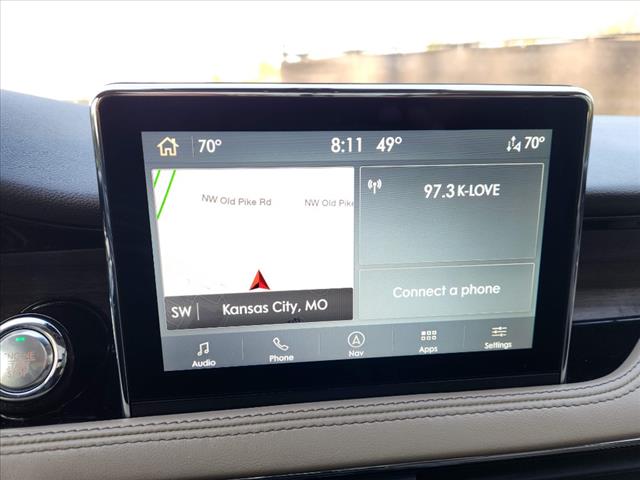 70° 8:11 49° 70°
NW Old Pike Rd NW Old Pike
97.3 K-LOVE
Connect a phone
SW Kansas City, MO
Audio Phone Nav Apps Settings
ENGINE